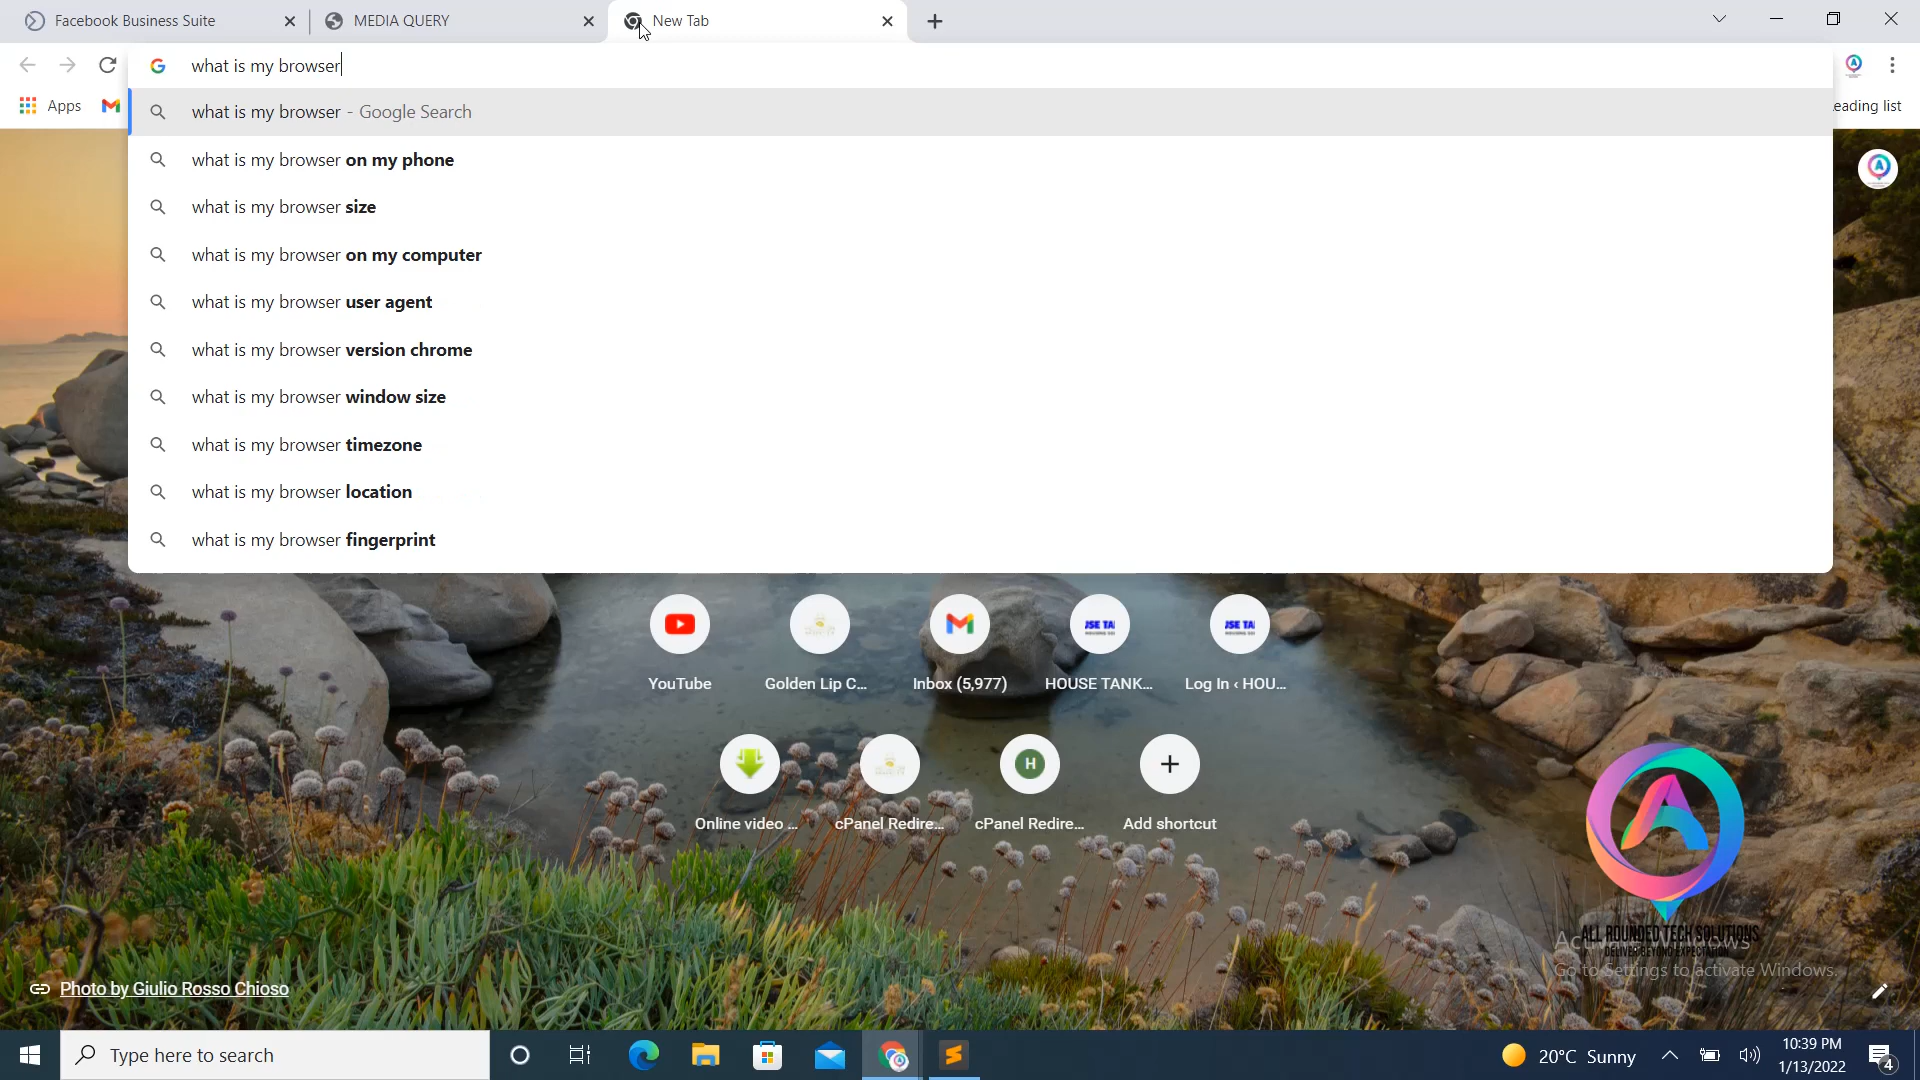 Facebook Business Suite
MEDIA QUERY
New Tab
what is my browser
Apps
eading list
what is my browser - Google Search
what is my browser on my phone
what is my browser size
what is my browser on my computer
what is my browser user agent
what is my browser version chrome
what is my browser window size
what is my browser timezone
what is my browser location
what is my browser fingerprint
YouTube
Golden Lip C...
Inbox (5,977)
HOUSE TANK...
Log In ‹ HOU...
H
Online video ...
cPanel Redire...
cPanel Redire...
Add shortcut
ALL ROUNDED TECH SOLUTIONS
DELIVER BEYOND EXPECTATION
Activate Windows
Go to Settings to activate Windows.
Photo by Giulio Rosso Chioso
Type here to search
20°C Sunny
10:39 PM
1/13/2022
4